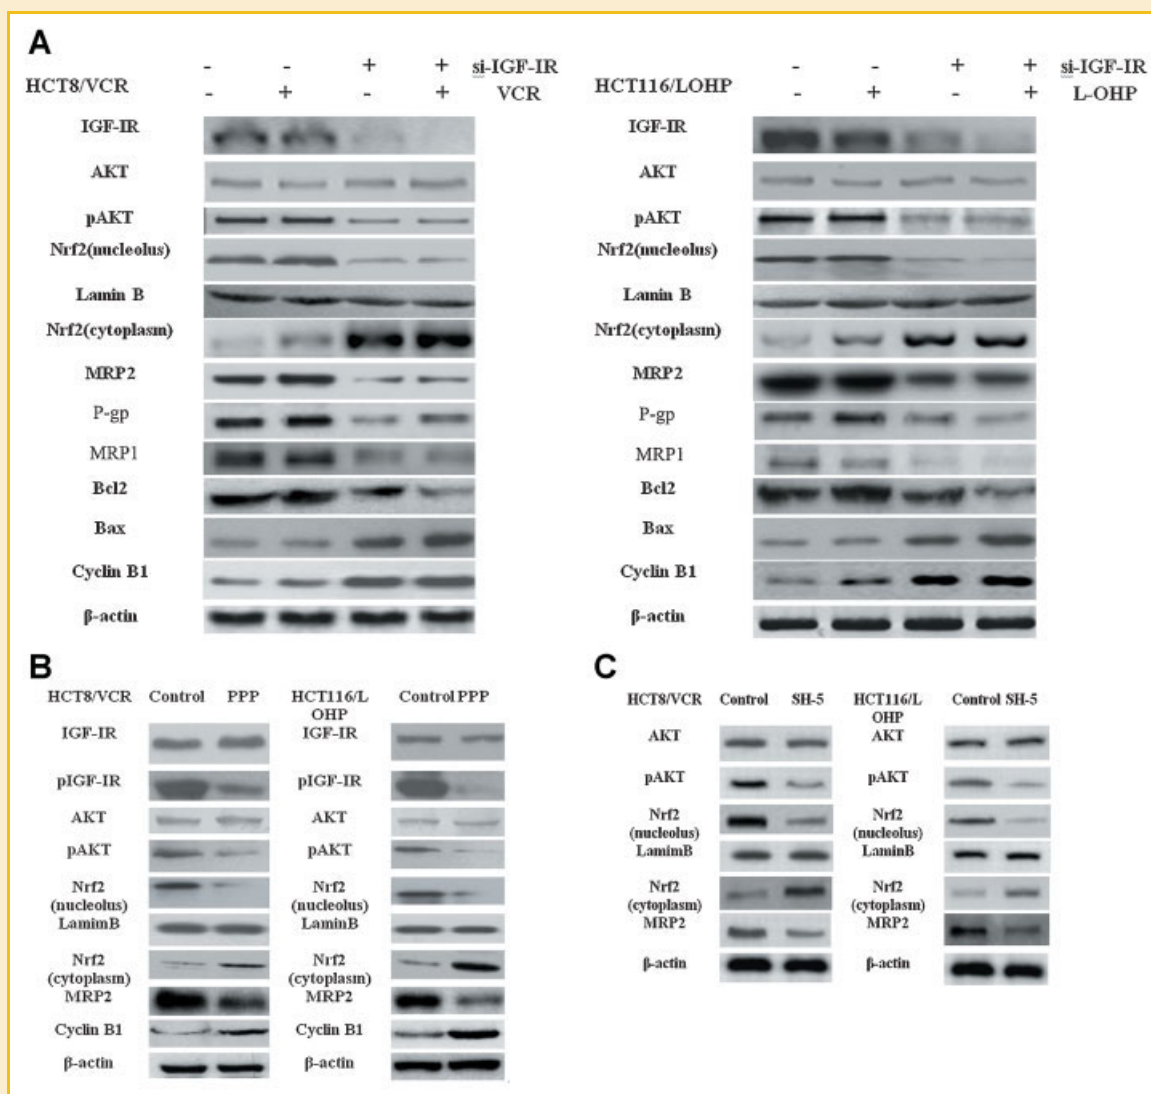 A
- - + + si-IGF-IR
HCT8/VCR - + - + VCR
IGF-IR
AKT
pAKT
Nrf2(nucleolus)
Lamin B
Nrf2(cytoplasm)
MRP2
P-gp
MRP1
Bcl2
Bax
Cyclin B1
β-actin
- - + + si-IGF-IR
HCT116/LOHP - + - + L-OHP
IGF-IR
AKT
pAKT
Nrf2(nucleolus)
Lamin B
Nrf2(cytoplasm)
MRP2
P-gp
MRP1
Bcl2
Bax
Cyclin B1
β-actin
B
HCT8/VCR Control PPP
IGF-IR
pIGF-IR
AKT
pAKT
Nrf2
(nucleolus)
LamimB
Nrf2
(cytoplasm)
MRP2
Cyclin B1
β-actin
HCT116/L Control PPP
OHP
IGF-IR
pIGF-IR
AKT
pAKT
Nrf2
(nucleolus)
LaminB
Nrf2
(cytoplasm)
MRP2
Cyclin B1
β-actin
C
HCT8/VCR Control SH-5
AKT
pAKT
Nrf2
(nucleolus)
LamimB
Nrf2
(cytoplasm)
MRP2
β-actin
HCT116/L Control SH-5
OHP
AKT
pAKT
Nrf2
(nucleolus)
LaminB
Nrf2
(cytoplasm)
MRP2
β-actin